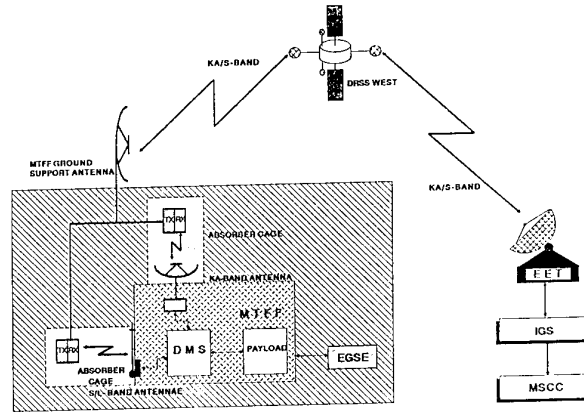 KA/S-BAND
DRSS WEST
MTFF GROUND
SUPPORT ANTENNA
KA/S-BAND
TX RX
ABSORBER CAGE
KA-BAND ANTENNA
EET
M T F F
IGS
TX RX
DMS
PAYLOAD
EGSE
ABSORBER
CAGE
S/L-BAND ANTENNAE
MSCC